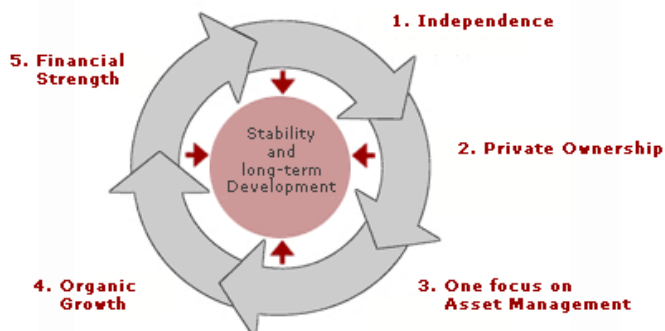 1. Independence
2. Private Ownership
3. One focus on
Asset Management
4. Organic
Growth
5. Financial
Strength
Stability
and
long-term
Development